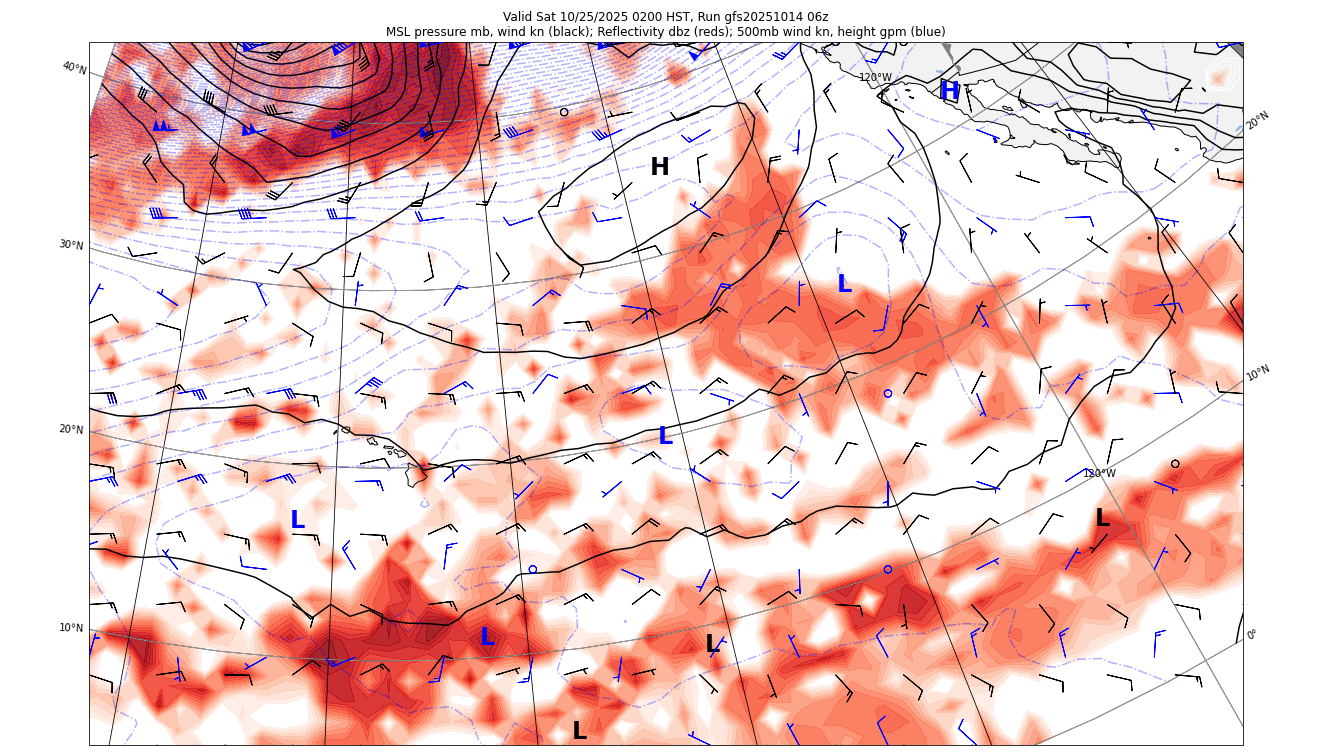 Valid Sat 10/25/2025 0200 HST, Run gfs20251014 06z
MSL pressure mb, wind kn (black); Reflectivity dbz (reds); 500mb wind kn, height gpm (blue)
40°N
120°W
H
20°N
H
30°N
L
10°N
20°N
L
120°W
L
L
10°N
0°
L
L
L